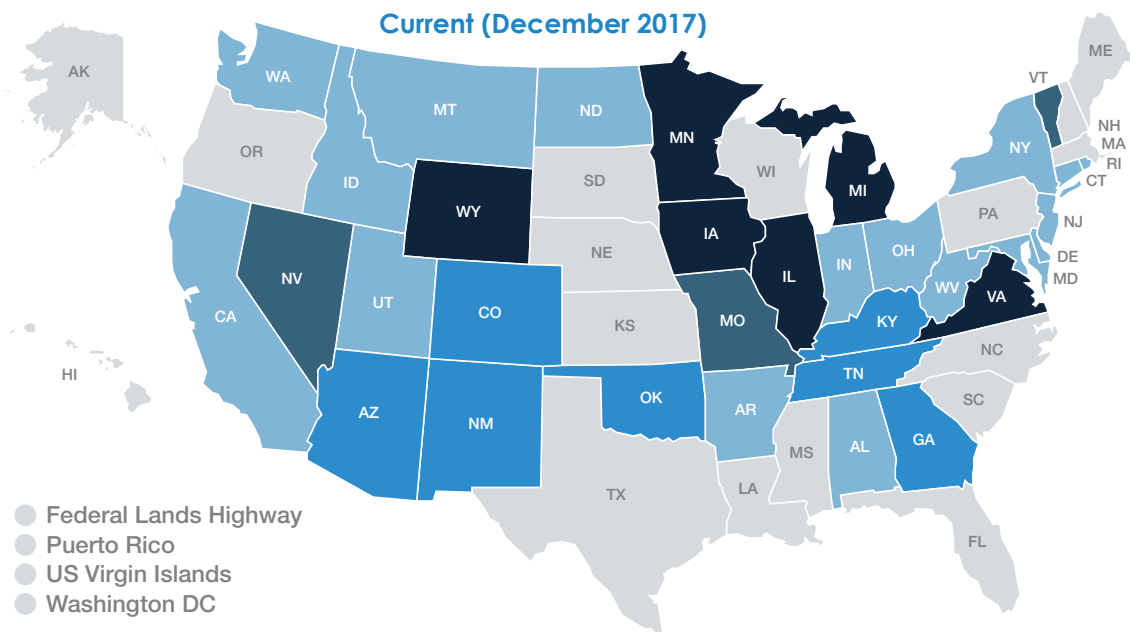 Current (December 2017)
AK
WA
MT
ND
MN
VT
ME
OR
ID
SD
WI
MI
NY
NH
MA
RI
CT
WY
IA
PA
NJ
NV
UT
CO
NE
IL
IN
OH
WV
DE
MD
VA
CA
KS
MO
KY
HI
NC
AZ
NM
OK
AR
TN
SC
GA
TX
LA
MS
AL
FL
Federal Lands Highway
Puerto Rico
US Virgin Islands
Washington DC